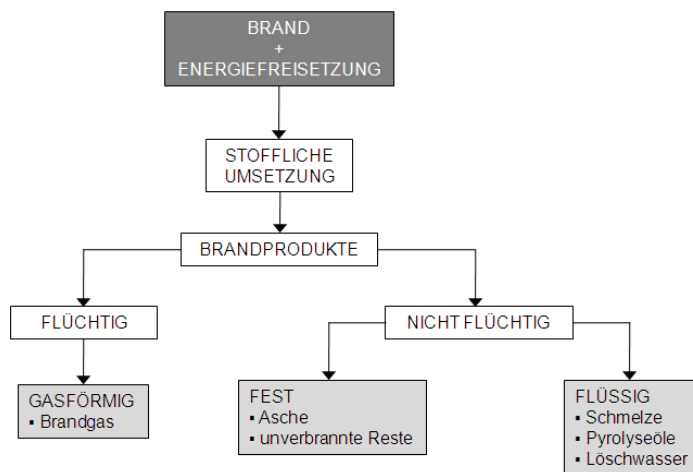 BRAND
+
ENERGIEFREISETZUNG
STOFFLICHE
UMSETZUNG
BRANDPRODUKTE
FLÜCHTIG
NICHT FLÜCHTIG
GASFÖRMIG
▪ Brandgas
FEST
▪ Asche
▪ unverbrannte Reste
FLÜSSIG
▪ Schmelze
▪ Pyrolyseöle
▪ Löschwasser